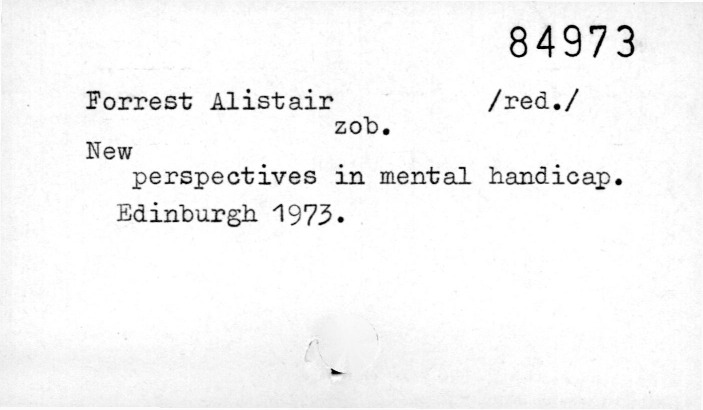 84973
Forrest Alistair /red./
zob.
New
perspectives in mental handicap.
Edinburgh 1973.